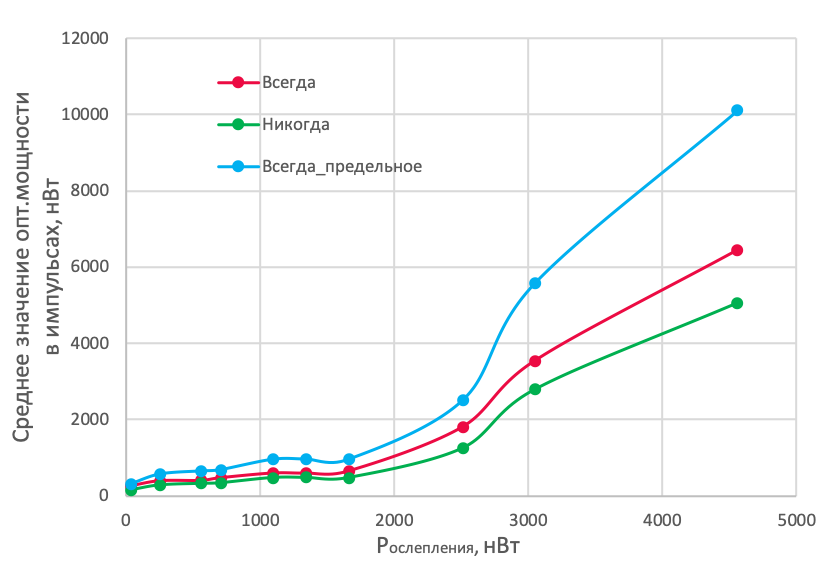 12000
10000
8000
6000
4000
2000
0
Среднее значение опт.мощности
в импульсах, нВт
Всегда
Никогда
Всегда_предельное
0 1000 2000 3000 4000 5000
Pослепления, нВт